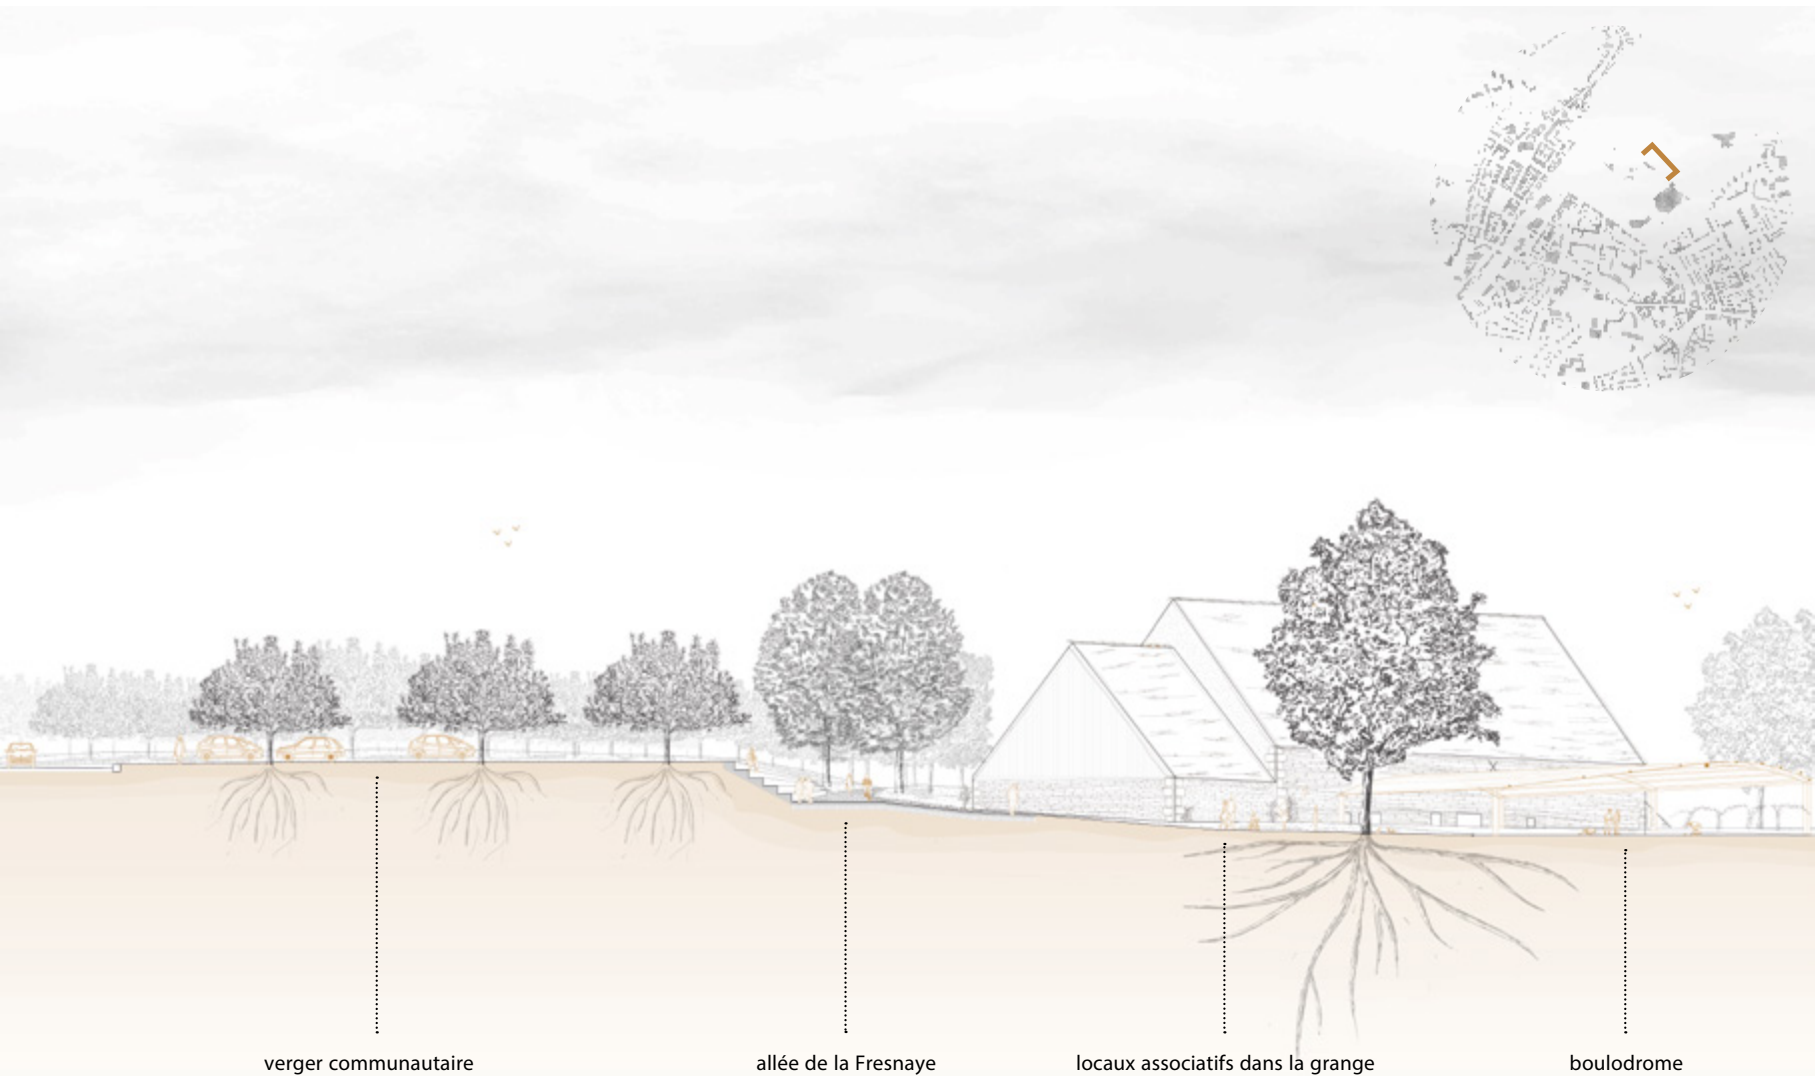 verger communautaire
allée de la Fresnaye
locaux associatifs dans la grange
boulodrome